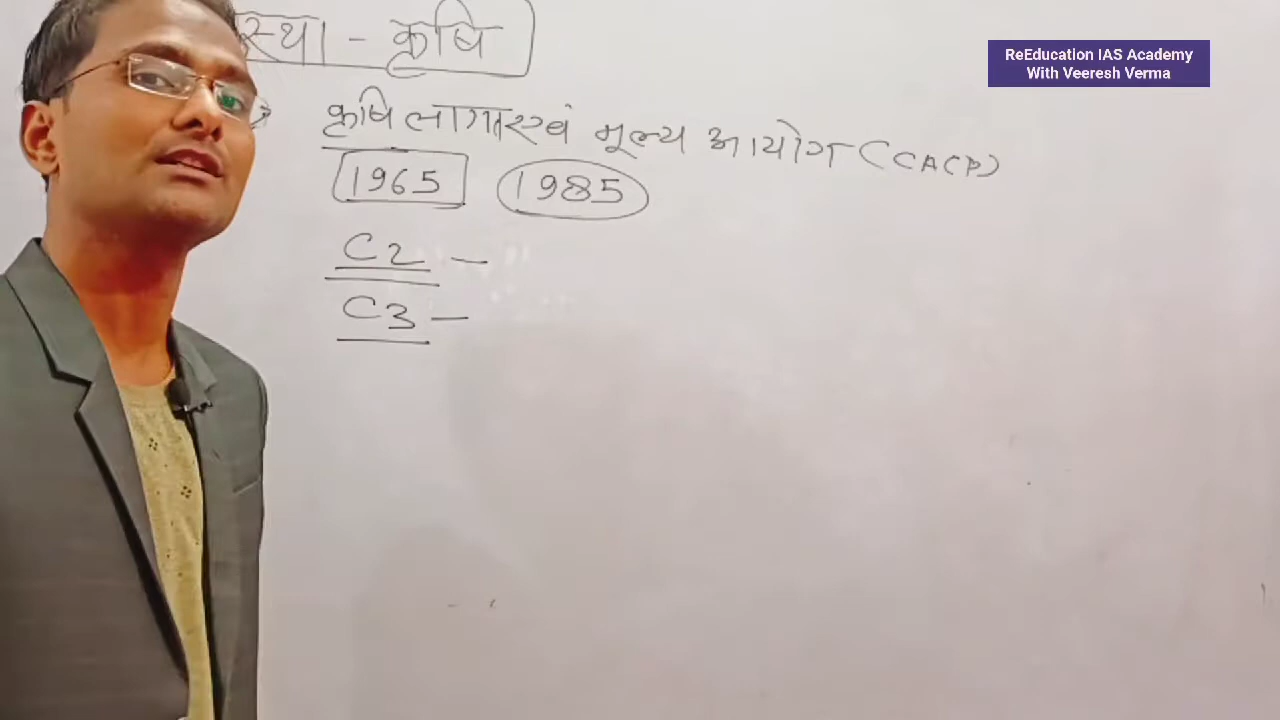 स्था - कृषि
ReEducation IAS Academy
With Veeresh Verma
कृषि लागत एवं मूल्य आयोग (CACP)
1965 1985
C2 -
C3 -